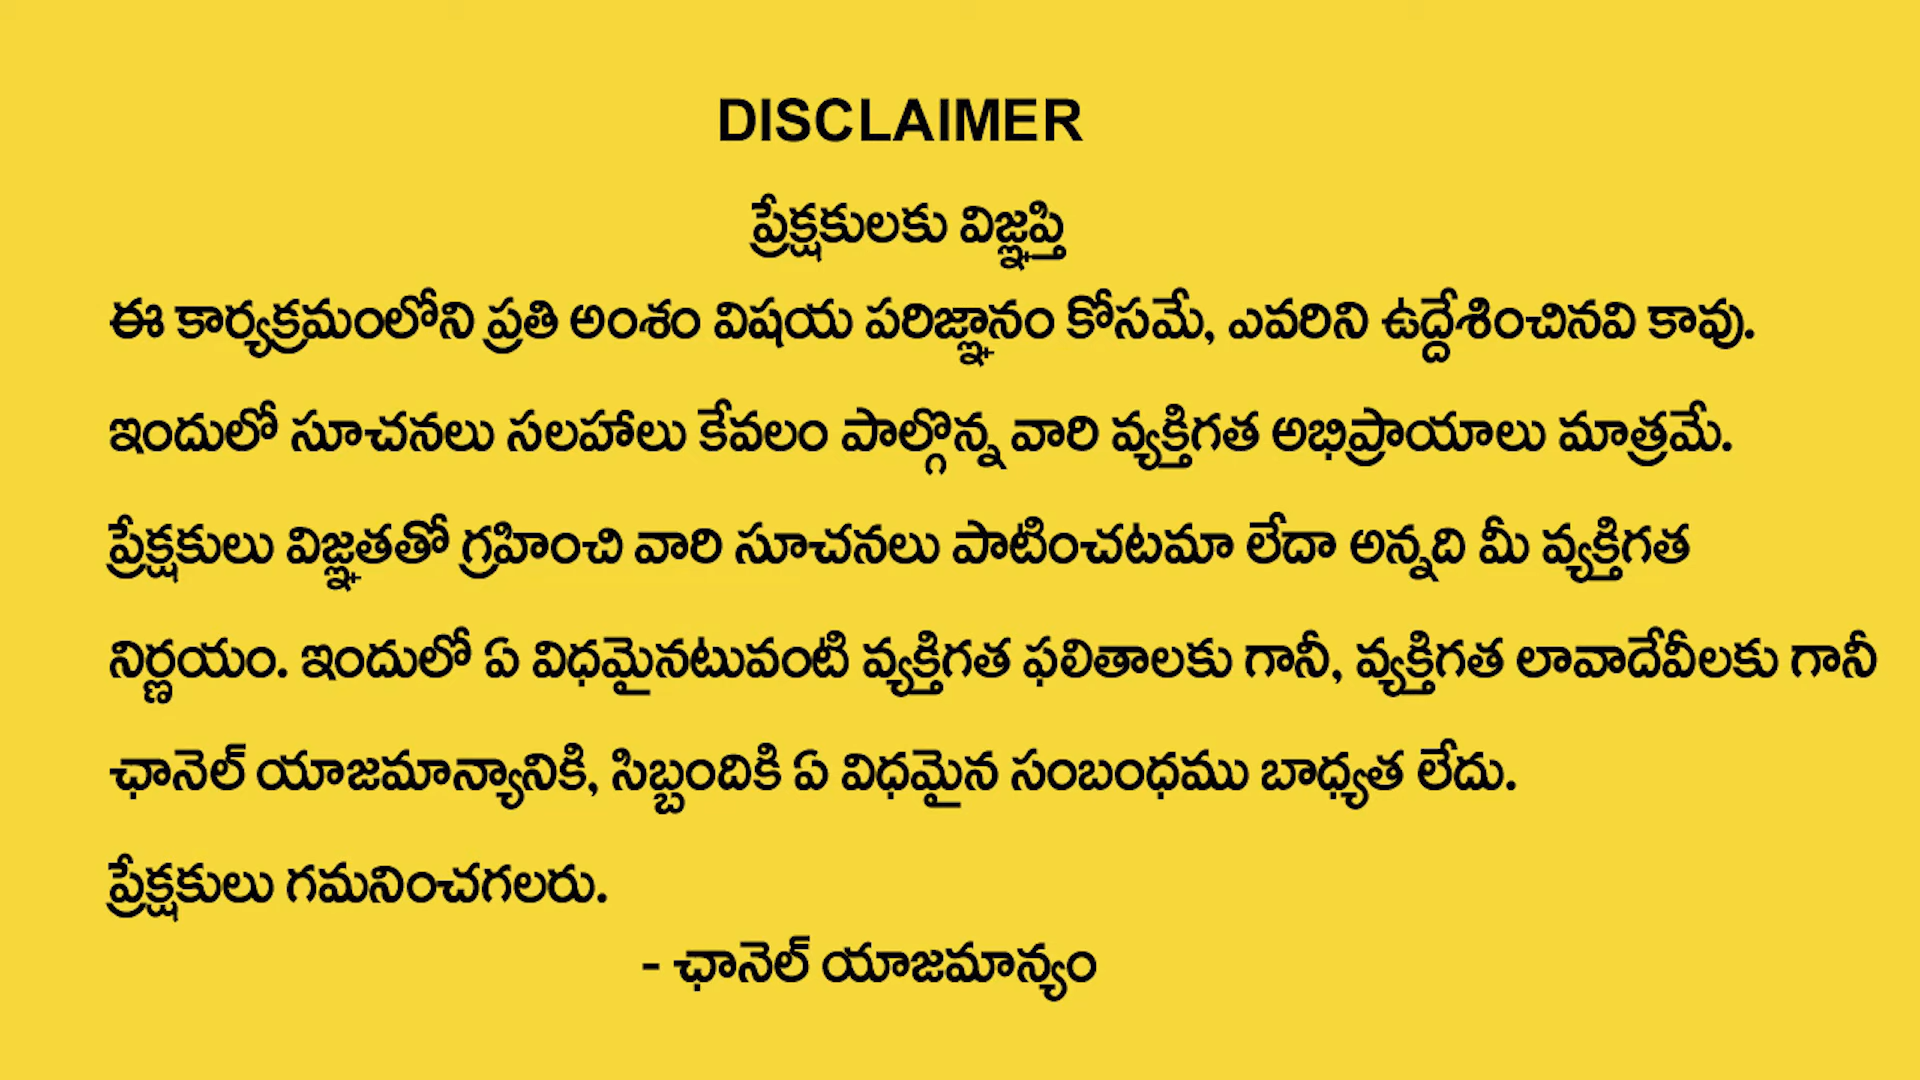 DISCLAIMER
ప్రేక్షకులకు విజ్ఞప్తి
ఈ కార్యక్రమంలోని ప్రతి అంశం విషయ పరిజ్ఞానం కోసమే, ఎవరిని ఉద్దేశించినవి కావు.
ఇందులో సూచనలు సలహాలు కేవలం పాల్గొన్న వారి వ్యక్తిగత అభిప్రాయాలు మాత్రమే.
ప్రేక్షకులు విజ్ఞతతో గ్రహించి వారి సూచనలు పాటించటమా లేదా అన్నది మీ వ్యక్తిగత
నిర్ణయం. ఇందులో ఏ విధమైనటువంటి వ్యక్తిగత ఫలితాలకు గానీ, వ్యక్తిగత లావాదేవీలకు గానీ
ఛానెల్ యాజమాన్యానికి, సిబ్బందికి ఏ విధమైన సంబంధము బాధ్యత లేదు.
ప్రేక్షకులు గమనించగలరు.
- ఛానెల్ యాజమాన్యం